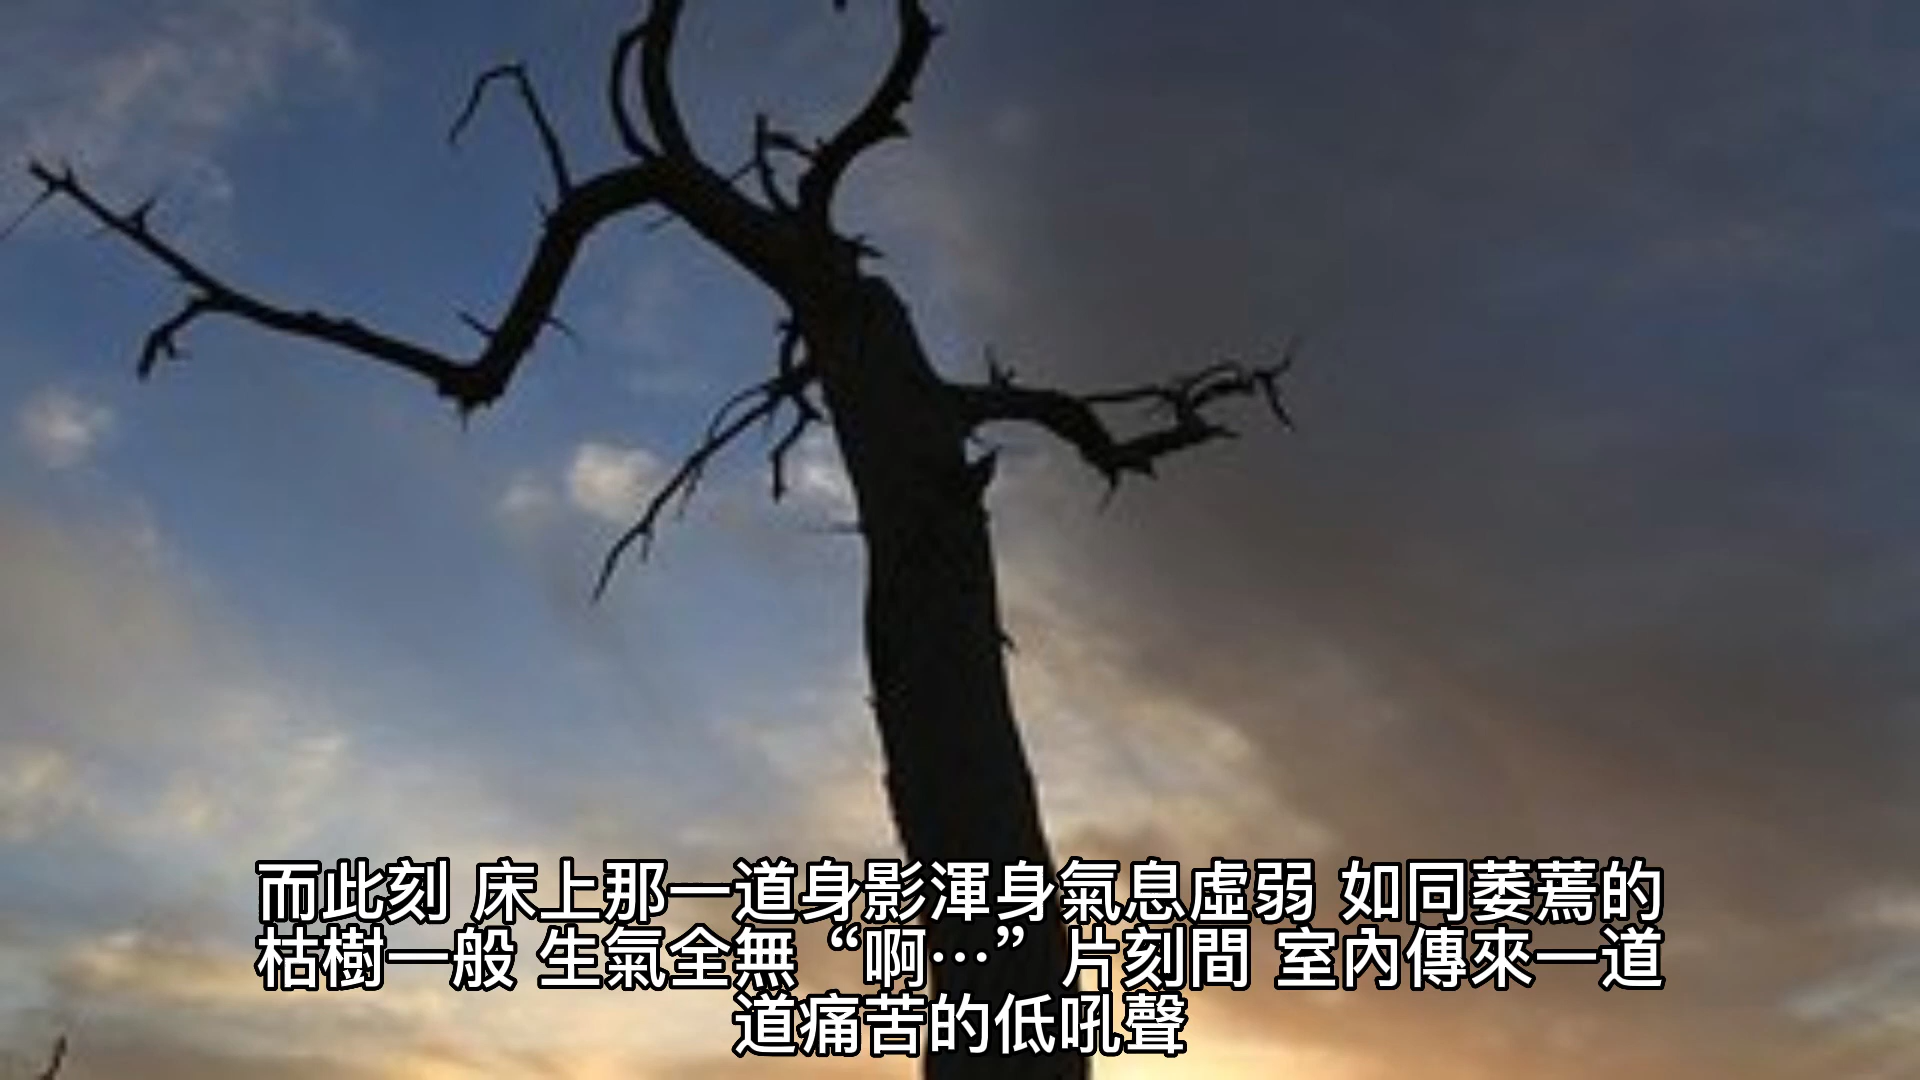 而此刻 床上那一道身影渾身氣息虛弱 如同萎蔫的
枯樹一般 生氣全無“啊…”片刻間 室內傳來一道
道痛苦的低吼聲